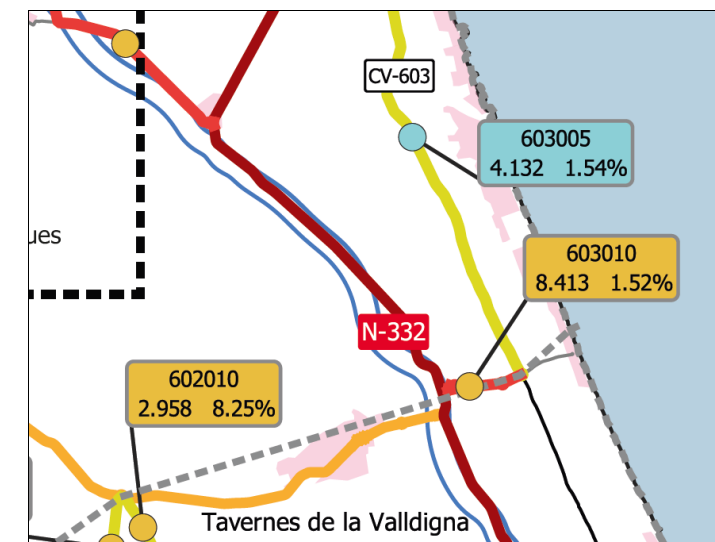 CV-603
603005
4.132 1.54%
ues
603010
8.413 1.52%
N-332
602010
2.958 8.25%
Tavernes de la Valldigna